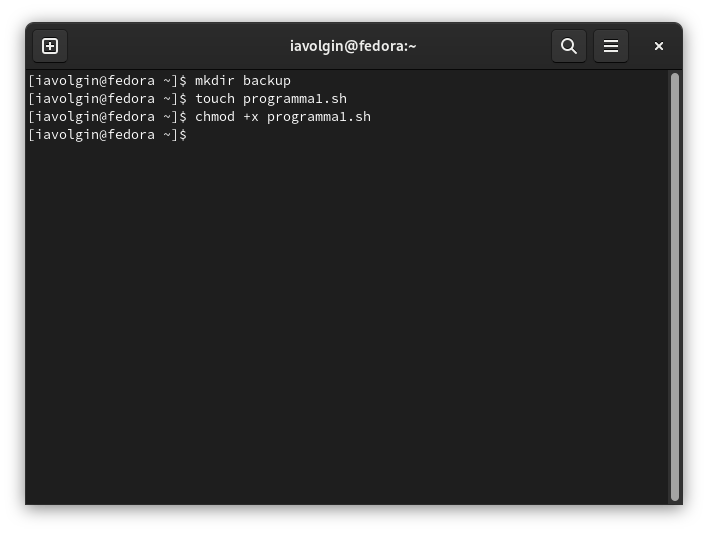 iavolgin@fedora:~
[iavolgin@fedora ~]$ mkdir backup
[iavolgin@fedora ~]$ touch programma1.sh
[iavolgin@fedora ~]$ chmod +x programma1.sh
[iavolgin@fedora ~]$